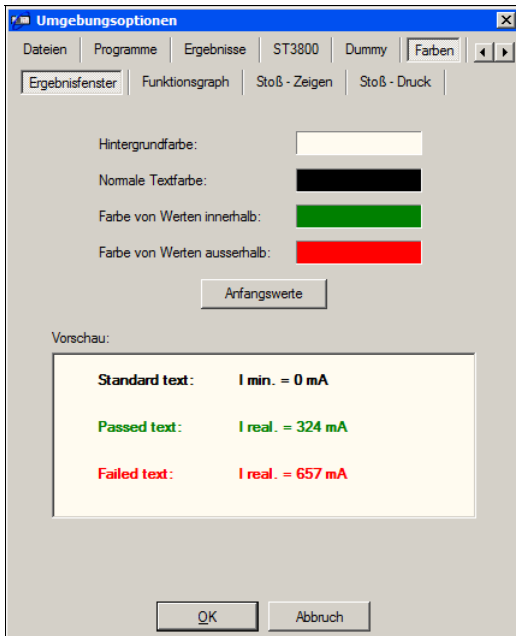 Umgebungsoptionen
Dateien Programme Ergebnisse ST3800 Dummy Farben
Ergebnisfenster Funktionsgraph Stoß - Zeigen Stoß - Druck
Hintergrundfarbe:
Normale Textfarbe:
Farbe von Werten innerhalb:
Farbe von Werten ausserhalb:
Anfangswerte
Vorschau:
Standard text: I min. = 0 mA
Passed text: I real. = 324 mA
Failed text: I real. = 657 mA
OK Abbruch